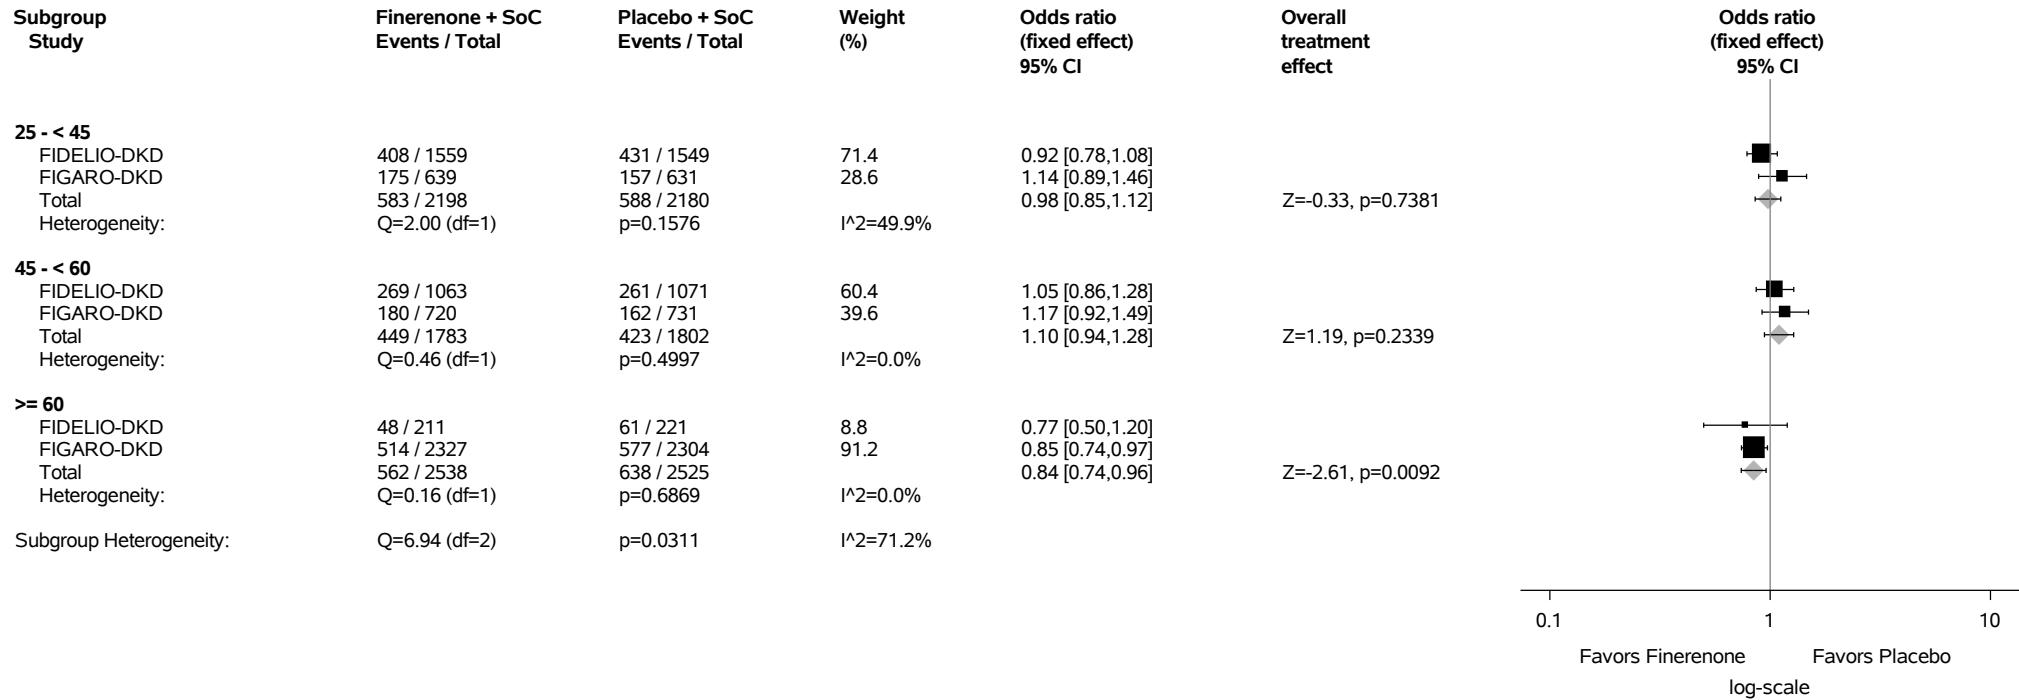 Subgroup Finerenone + SoC Placebo + SoC Weight Odds ratio Overall Odds ratio
Study Events / Total Events / Total (%) (fixed effect) treatment (fixed effect)
95% CI effect 95% CI
25 - < 45
FIDELIO-DKD 408 / 1559 431 / 1549 71.4 0.92 [0.78,1.08]
FIGARO-DKD 175 / 639 157 / 631 28.6 1.14 [0.89,1.46]
Total 583 / 2198 588 / 2180 0.98 [0.85,1.12] Z=-0.33, p=0.7381
Heterogeneity: Q=2.00 (df=1) p=0.1576 I^2=49.9%
45 - < 60
FIDELIO-DKD 269 / 1063 261 / 1071 60.4 1.05 [0.86,1.28]
FIGARO-DKD 180 / 720 162 / 731 39.6 1.17 [0.92,1.49]
Total 449 / 1783 423 / 1802 1.10 [0.94,1.28] Z=1.19, p=0.2339
Heterogeneity: Q=0.46 (df=1) p=0.4997 I^2=0.0%
>= 60
FIDELIO-DKD 48 / 211 61 / 221 8.8 0.77 [0.50,1.20]
FIGARO-DKD 514 / 2327 577 / 2304 91.2 0.85 [0.74,0.97]
Total 562 / 2538 638 / 2525 0.84 [0.74,0.96] Z=-2.61, p=0.0092
Heterogeneity: Q=0.16 (df=1) p=0.6869 I^2=0.0%
Subgroup Heterogeneity: Q=6.94 (df=2) p=0.0311 I^2=71.2%
0.1 1 10
Favors Finerenone Favors Placebo
log-scale